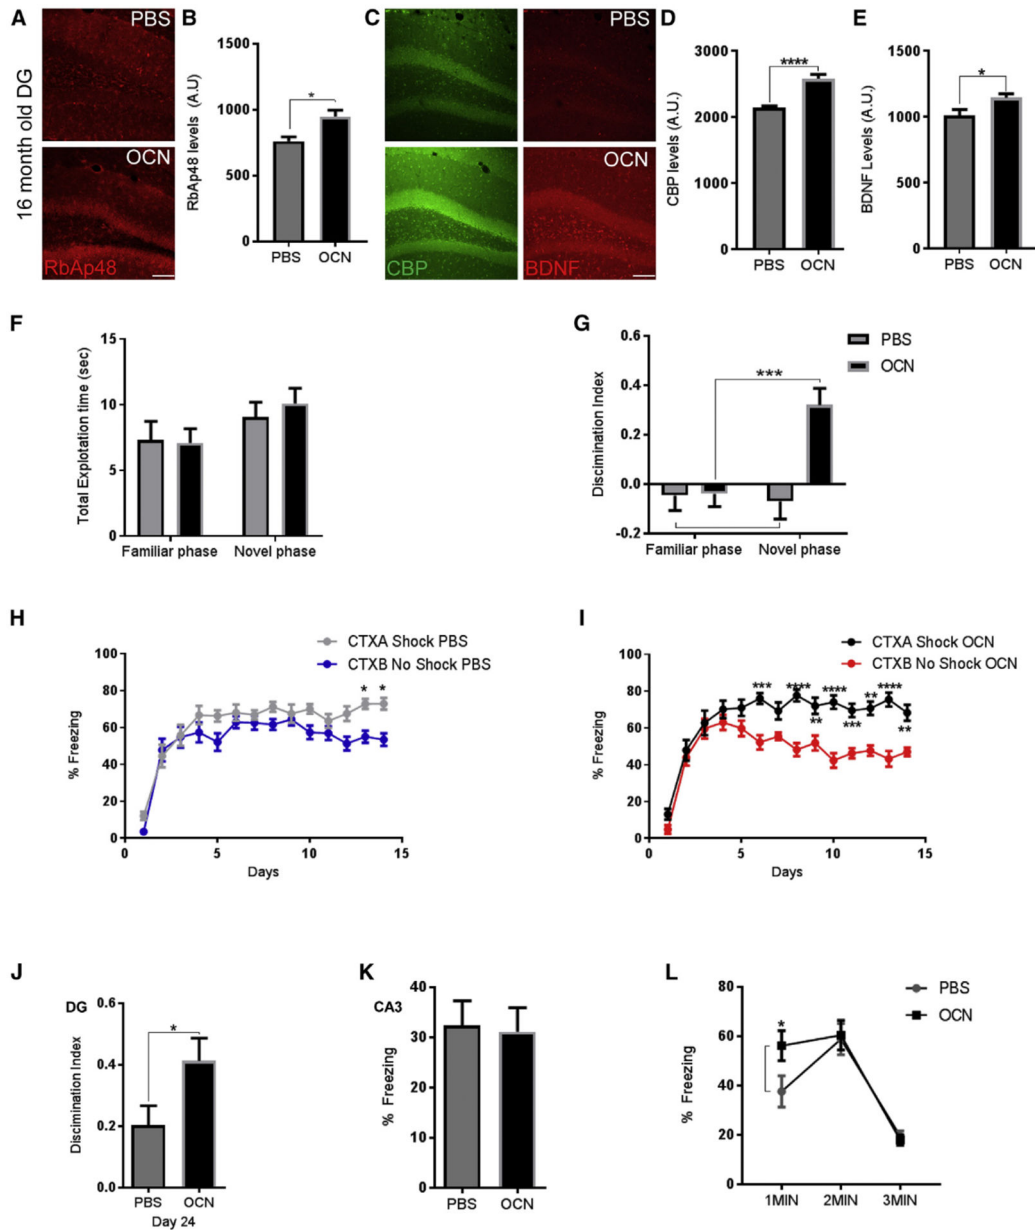 A
PBS
OCN
RbAp48
16 month old DG
B
1500
1000
500
0
RbAp48 levels (A.U)
*
PBS OCN
C
PBS
OCN
CBP BDNF
D
3000
2000
1000
0
CBP levels (A.U.)
****
PBS OCN
E
1500
1000
500
0
BDNF Levels (A.U.)
*
PBS OCN
F
15
10
5
0
Total Explotation time (sec)
Familiar phase Novel phase
G
0.6
0.4
0.2
0.0
-0.2
Discimination Index
PBS
OCN
***
Familiar phase Novel phase
H
CTXA Shock PBS
CTXB No Shock PBS
100
80
60
40
20
0
% Freezing
* *
0 5 10 15
Days
I
CTXA Shock OCN
CTXB No Shock OCN
100
80
60
40
20
0
% Freezing
*** **** **** ** ****
** *** **
0 5 10 15
Days
J
DG
0.6
0.4
0.2
0.0
Discimination Index
*
PBS OCN
Day 24
K
CA3
40
30
20
10
0
% Freezing
PBS OCN
L
PBS
OCN
80
60
40
20
0
% Freezing
*
1MIN 2MIN 3MIN